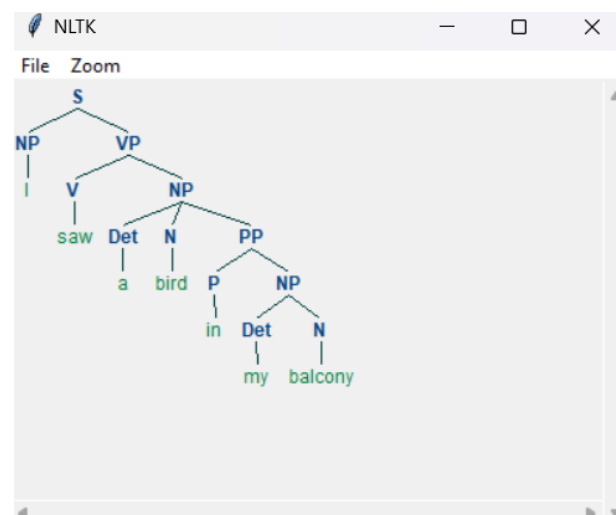 NLTK
File Zoom
S
NP VP
I V NP
saw Det N PP
a bird P NP
in Det N
my balcony